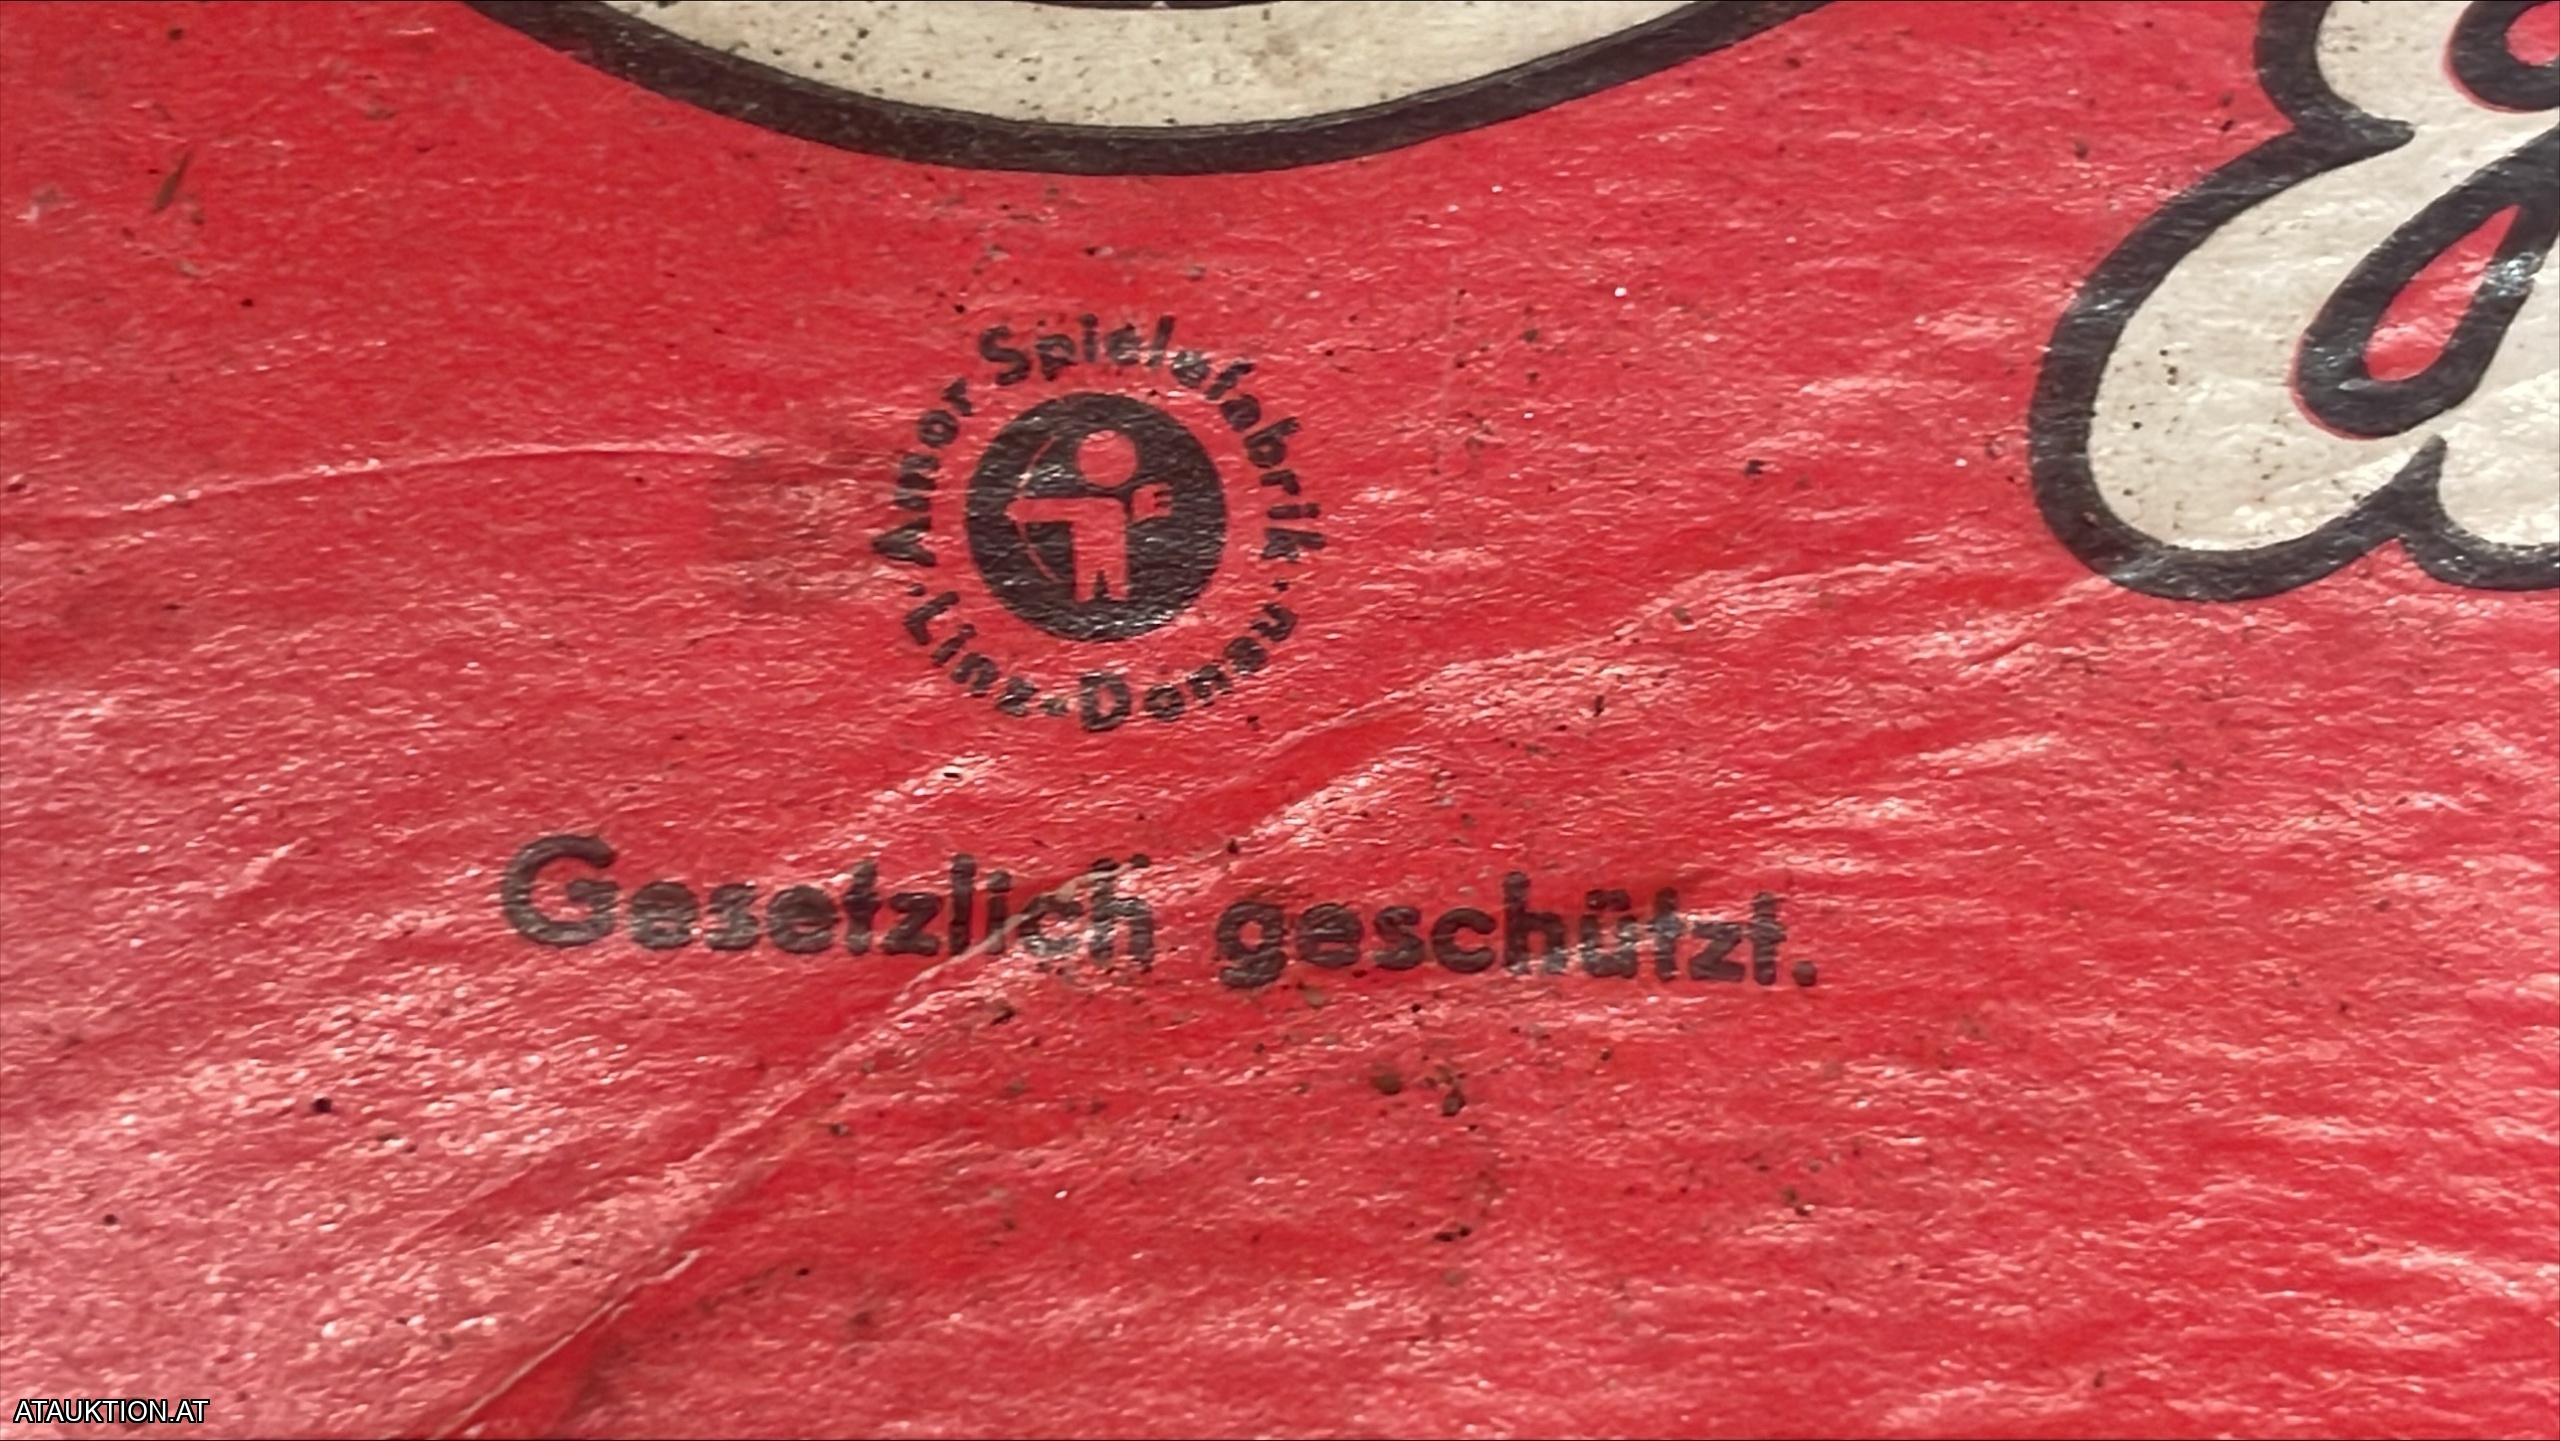 Amor Spielefabrik · Linz-Donau ·
Gesetzlich geschützt.
ATAUKTION.AT